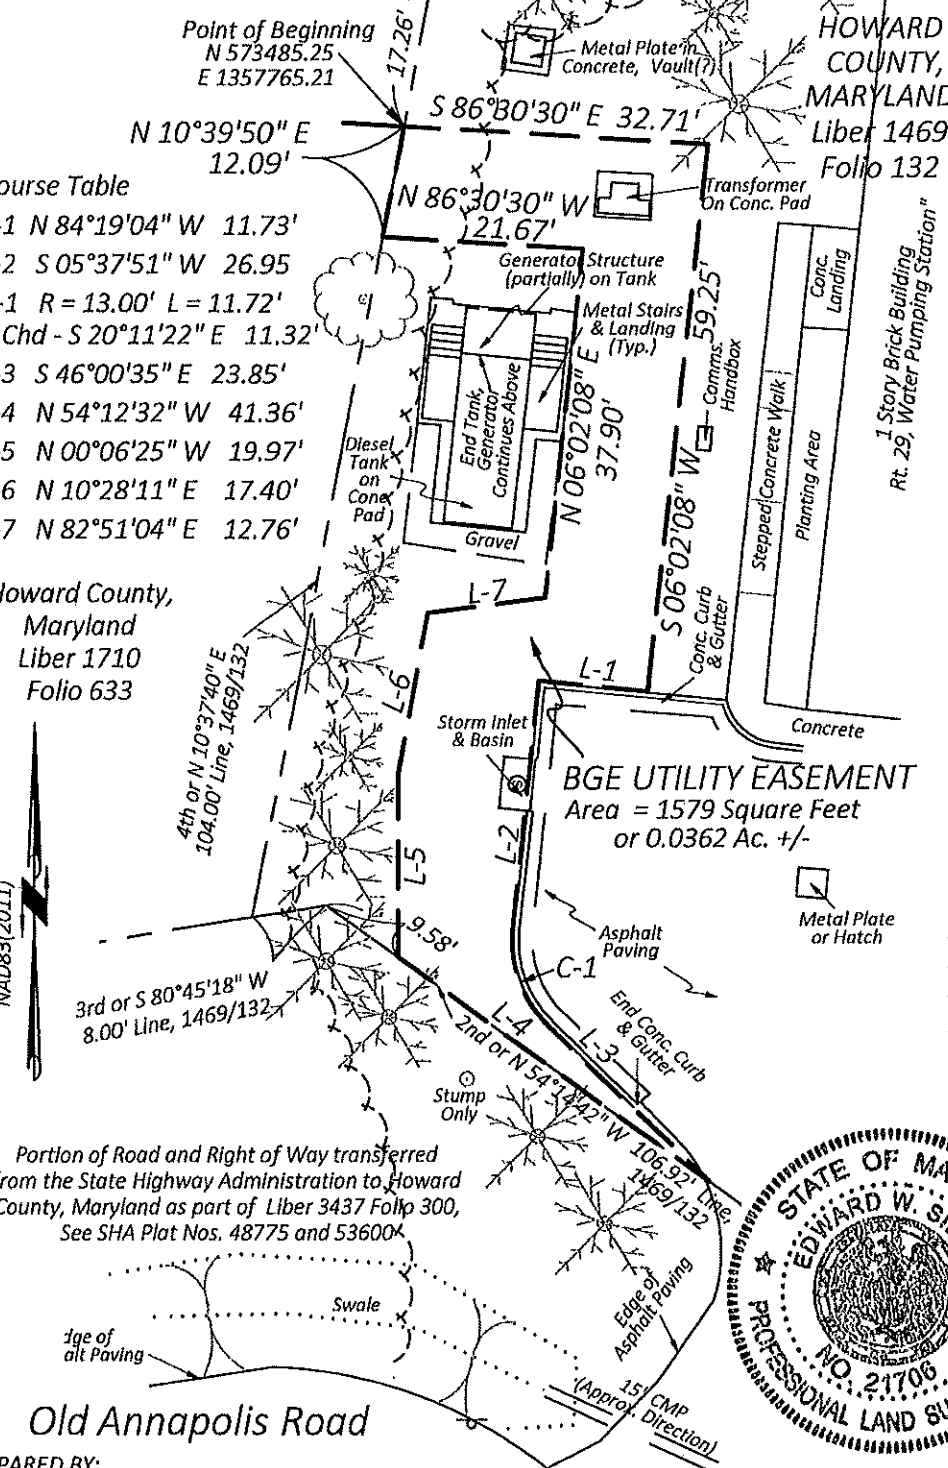 Point of Beginning
N 573485.25
E 1357765.21
17.26'
Metal Plate in
Concrete, Vault(?)
HOWARD
COUNTY,
MARYLAND
Liber 1469
Folio 132
S 86°30'30" E 32.71'
N 10°39'50" E
12.09'
N 86°30'30" W
21.67'
Transformer
On Conc. Pad
ourse Table
-1 N 84°19'04" W 11.73'
-2 S 05°37'51" W 26.95
-1 R = 13.00' L = 11.72'
Chd - S 20°11'22" E 11.32'
-3 S 46°00'35" E 23.85'
-4 N 54°12'32" W 41.36'
-5 N 00°06'25" W 19.97'
-6 N 10°28'11" E 17.40'
-7 N 82°51'04" E 12.76'
Generator Structure
(partially) on Tank
Metal Stairs
& Landing
(Typ.)
End Tank,
Generator
Continues Above
Diesel
Tank
on
Conc
Pad
Gravel
N 06°02'08" E
37.90'
S 06°02'08" W 59.25'
Comms.
Handbox
Conc.
Landing
Stepped Concrete Walk
Planting Area
1 Story Brick Building
Rt. 29, Water Pumping Station"
Howard County,
Maryland
Liber 1710
Folio 633
L-7
L-6
L-1
Conc. Curb
& Gutter
Concrete
4th or N 10°37'40" E
104.00' Line, 1469/132
Storm Inlet
& Basin
BGE UTILITY EASEMENT
Area = 1579 Square Feet
or 0.0362 Ac. +/-
L-2
L-5
NAD83(2011)
Metal Plate
or Hatch
Asphalt
Paving
9.58'
C-1
3rd or S 80°45'18" W
8.00' Line, 1469/132
L-4
L-3
End Conc. Curb
& Gutter
2nd or N 54°14'42" W 106.92' Line,
1469/132
Stump
Only
Portion of Road and Right of Way transferred
from the State Highway Administration to Howard
County, Maryland as part of Liber 3437 Folio 300,
See SHA Plat Nos. 48775 and 53600
Swale
dge of
alt Paving
Edge of
Asphalt Paving
15' CMP
(Approx. Direction)
Old Annapolis Road
PARED BY:
STATE OF MA
EDWARD W. S
NO. 21706
PROFESSIONAL LAND SU